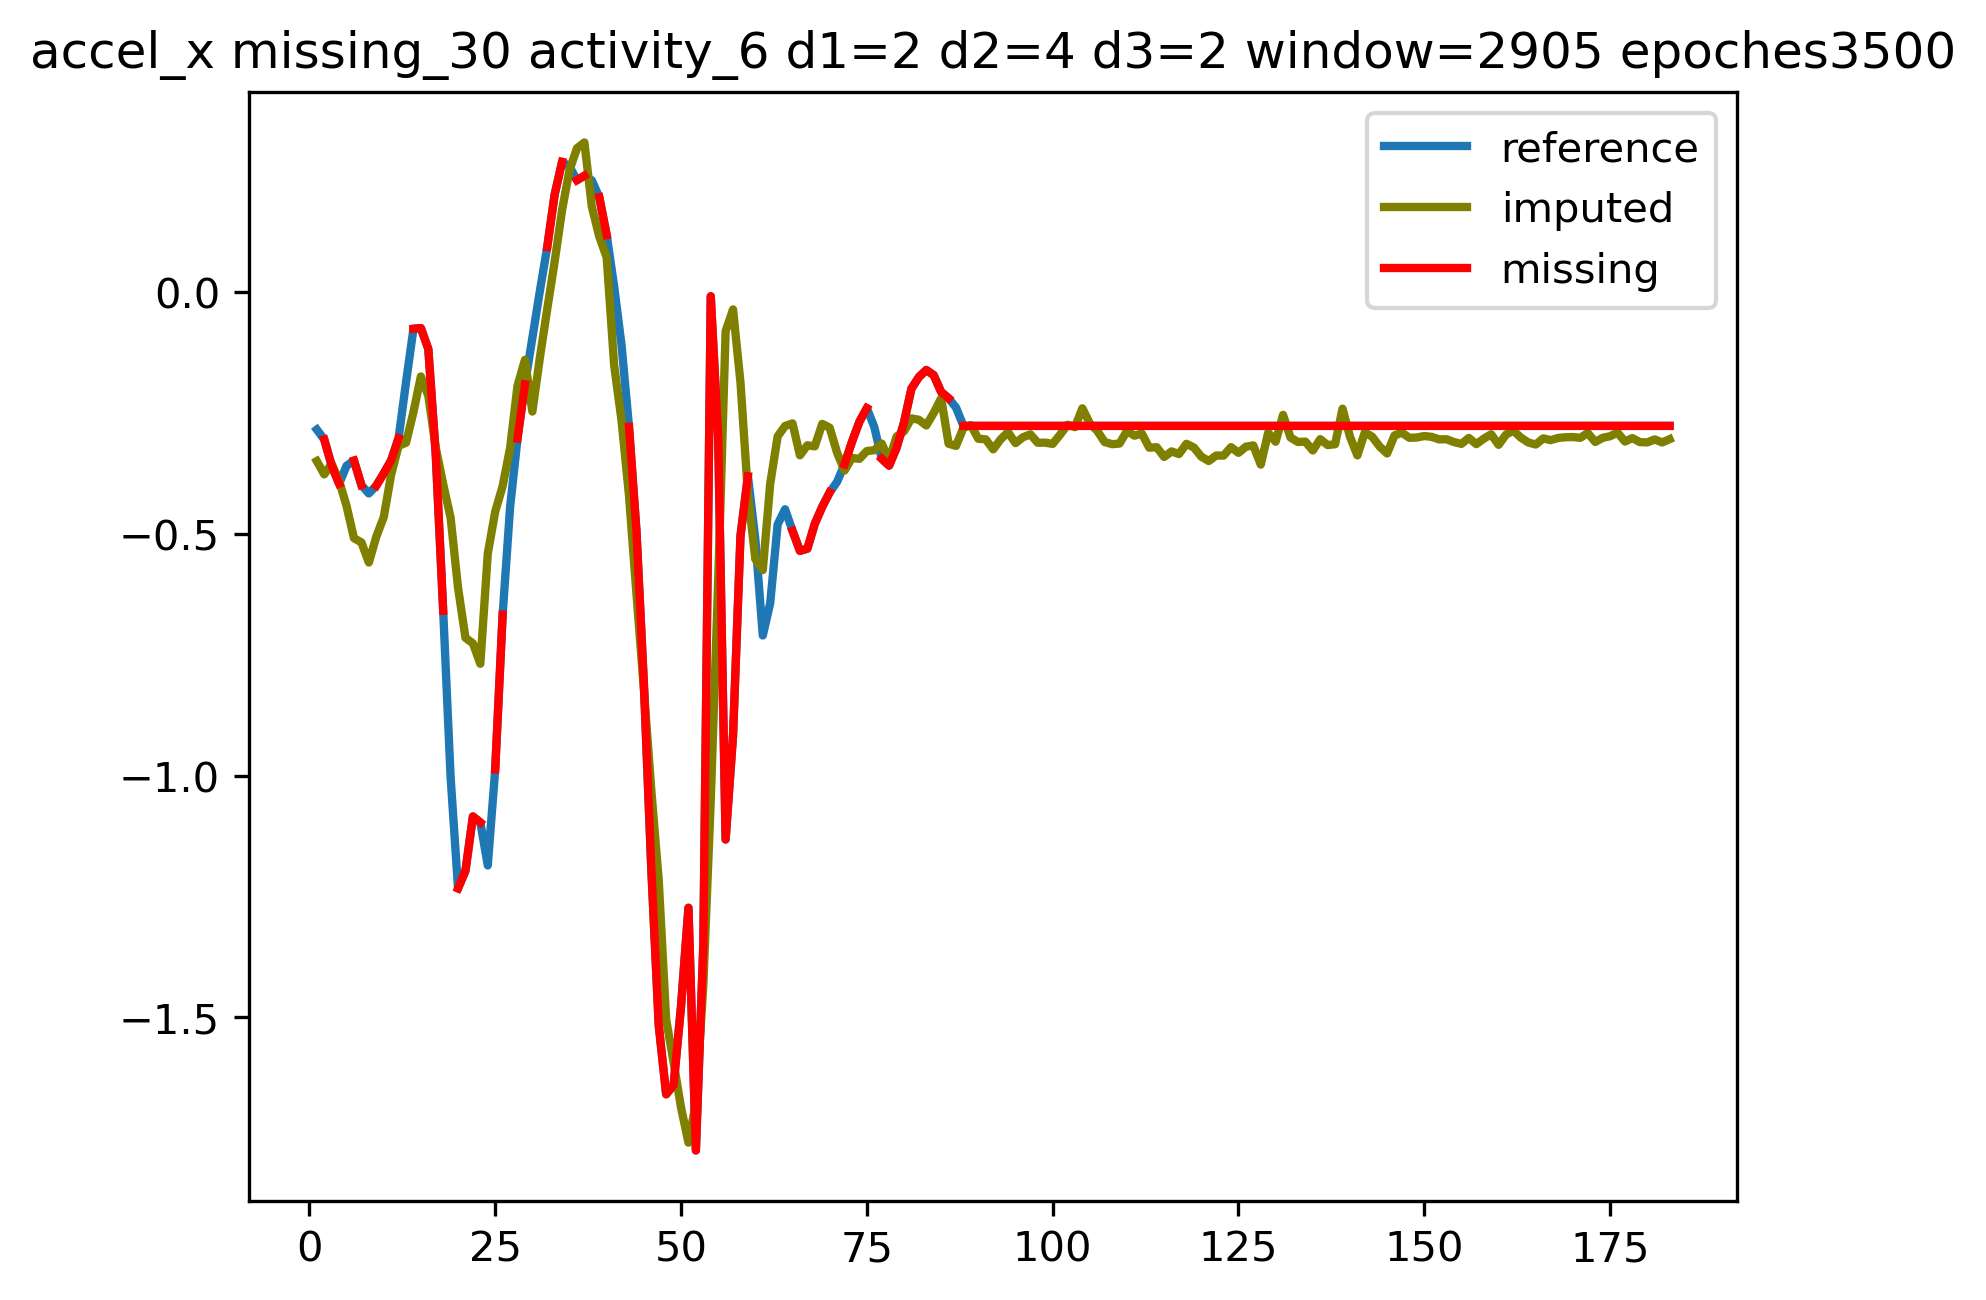 accel_x missing_30 activity_6 d1=2 d2=4 d3=2 window=2905 epoches3500
reference
imputed
missing
0.0
−0.5
−1.0
−1.5
0 25 50 75 100 125 150 175